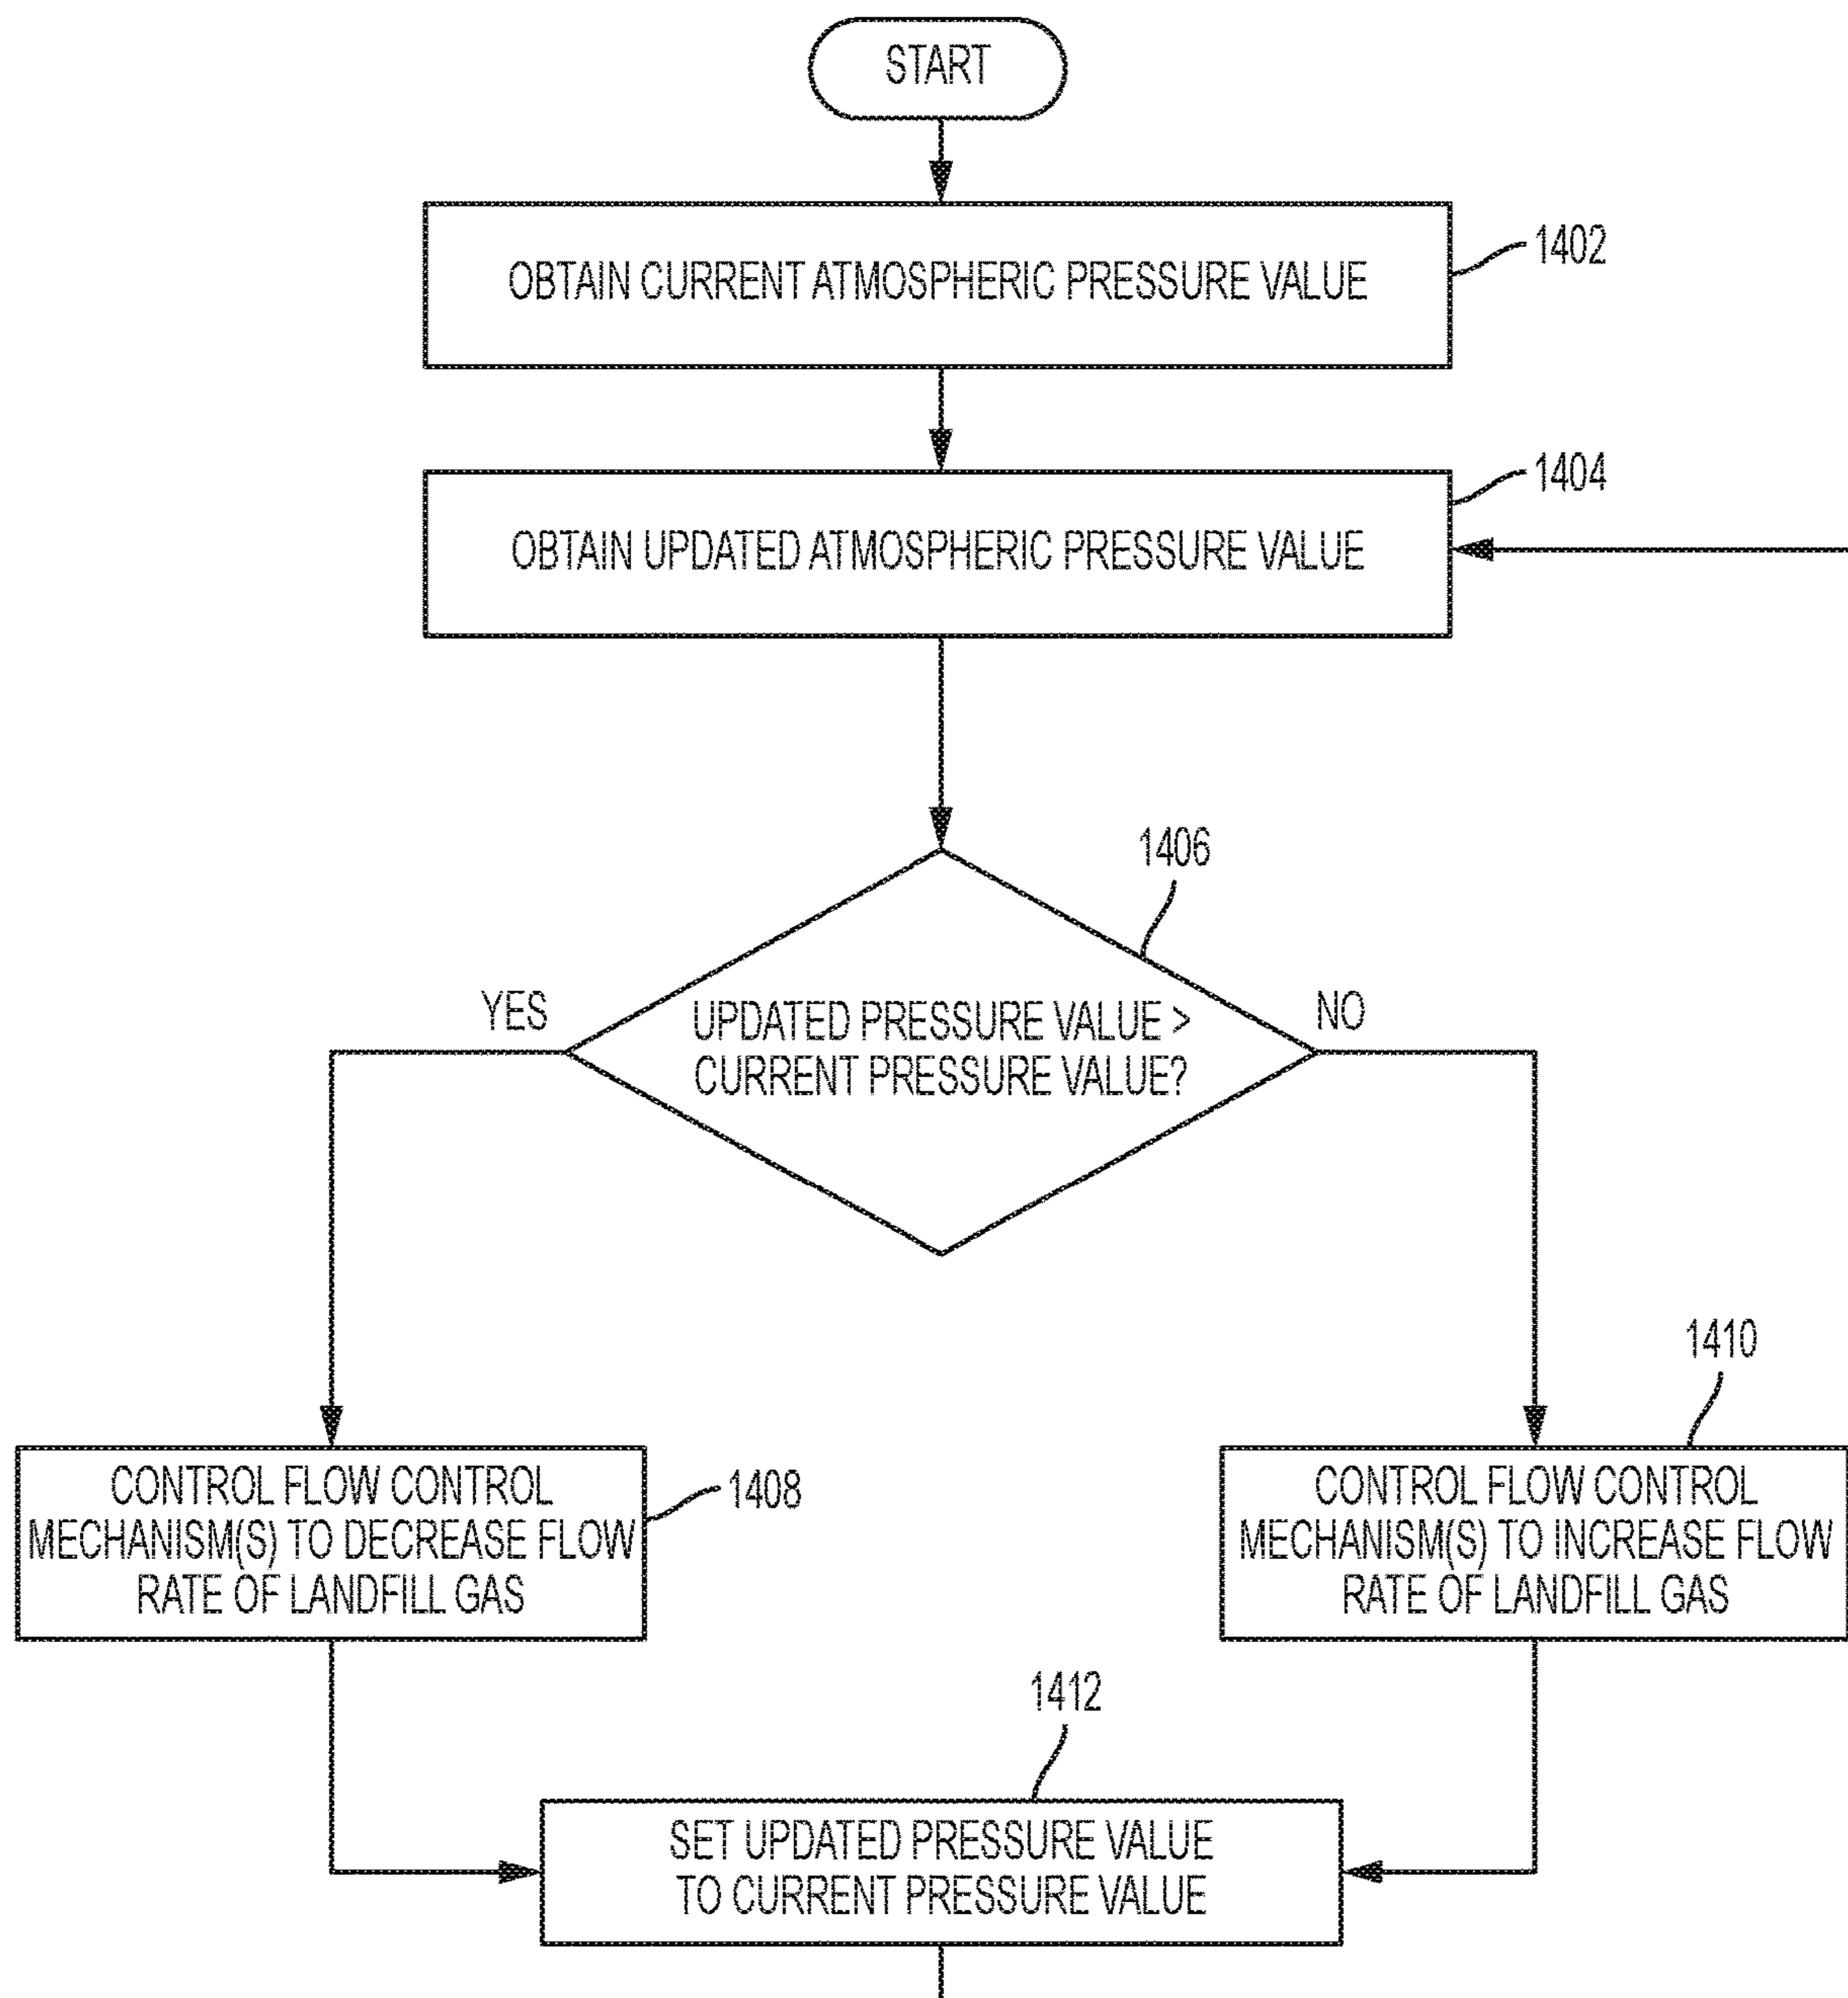 START
OBTAIN CURRENT ATMOSPHERIC PRESSURE VALUE
1402
OBTAIN UPDATED ATMOSPHERIC PRESSURE VALUE
1404
1406
YES
UPDATED PRESSURE VALUE >
CURRENT PRESSURE VALUE?
NO
CONTROL FLOW CONTROL
MECHANISM(S) TO DECREASE FLOW
RATE OF LANDFILL GAS
1408
1410
CONTROL FLOW CONTROL
MECHANISM(S) TO INCREASE FLOW
RATE OF LANDFILL GAS
1412
SET UPDATED PRESSURE VALUE
TO CURRENT PRESSURE VALUE